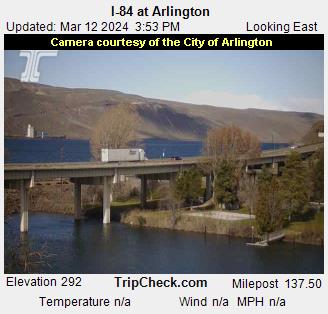 I-84 at Arlington
Updated: Mar 12 2024 3:53 PM Looking East
Camera courtesy of the City of Arlington
Elevation 292 TripCheck.com Milepost 137.50
Temperature n/a Wind n/a MPH n/a